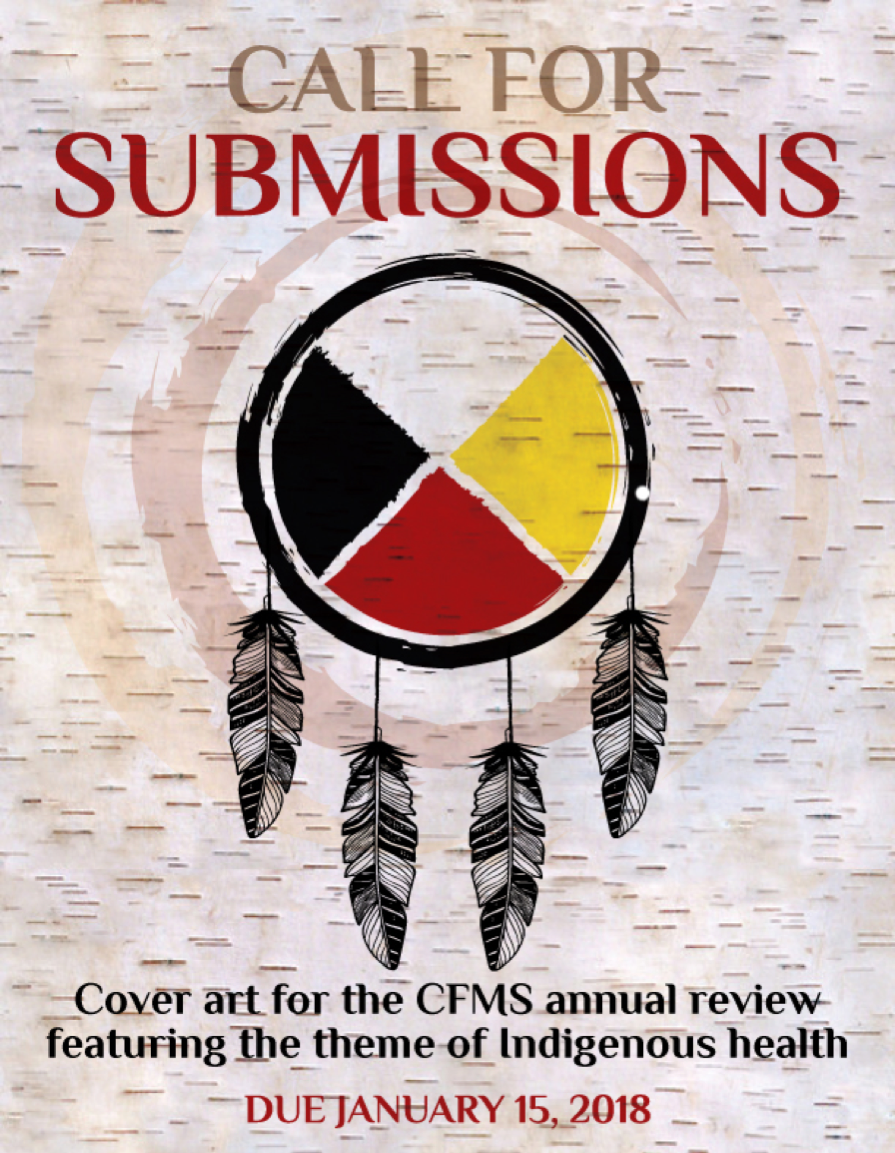 CALL FOR
SUBMISSIONS
Cover art for the CFMS annual review
featuring the theme of Indigenous health
DUE JANUARY 15, 2018